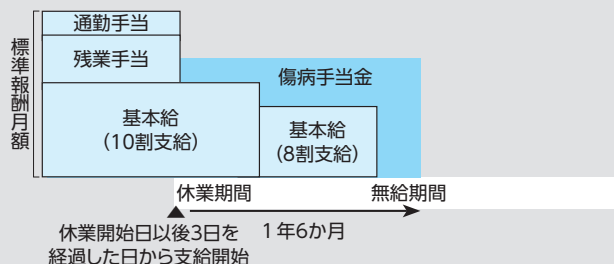 通勤手当
残業手当
標準報酬月額
傷病手当金
基本給
(10割支給)
基本給
(8割支給)
休業期間
無給期間
休業開始日以後3日を
経過した日から支給開始
1年6か月